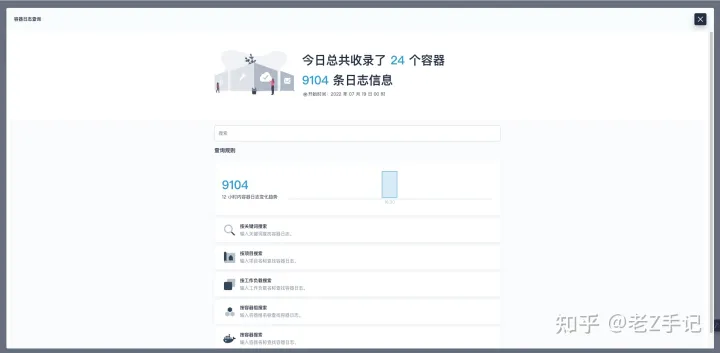 容器日志查询
今日总共收录了 24 个容器
9104 条日志信息
开始时间：2022 年 07 月 19 日 00 时
搜索
查询规则
9104
12 小时内容器日志变化趋势
按关键词搜索
输入关键词查找容器日志。
按项目搜索
输入项目名称查找容器日志。
按工作负载搜索
输入工作负载名称查找容器日志。
按容器组搜索
输入容器组名称查找容器日志。
按容器搜索
输入容器名称查找容器日志。
知乎 @老Z手记